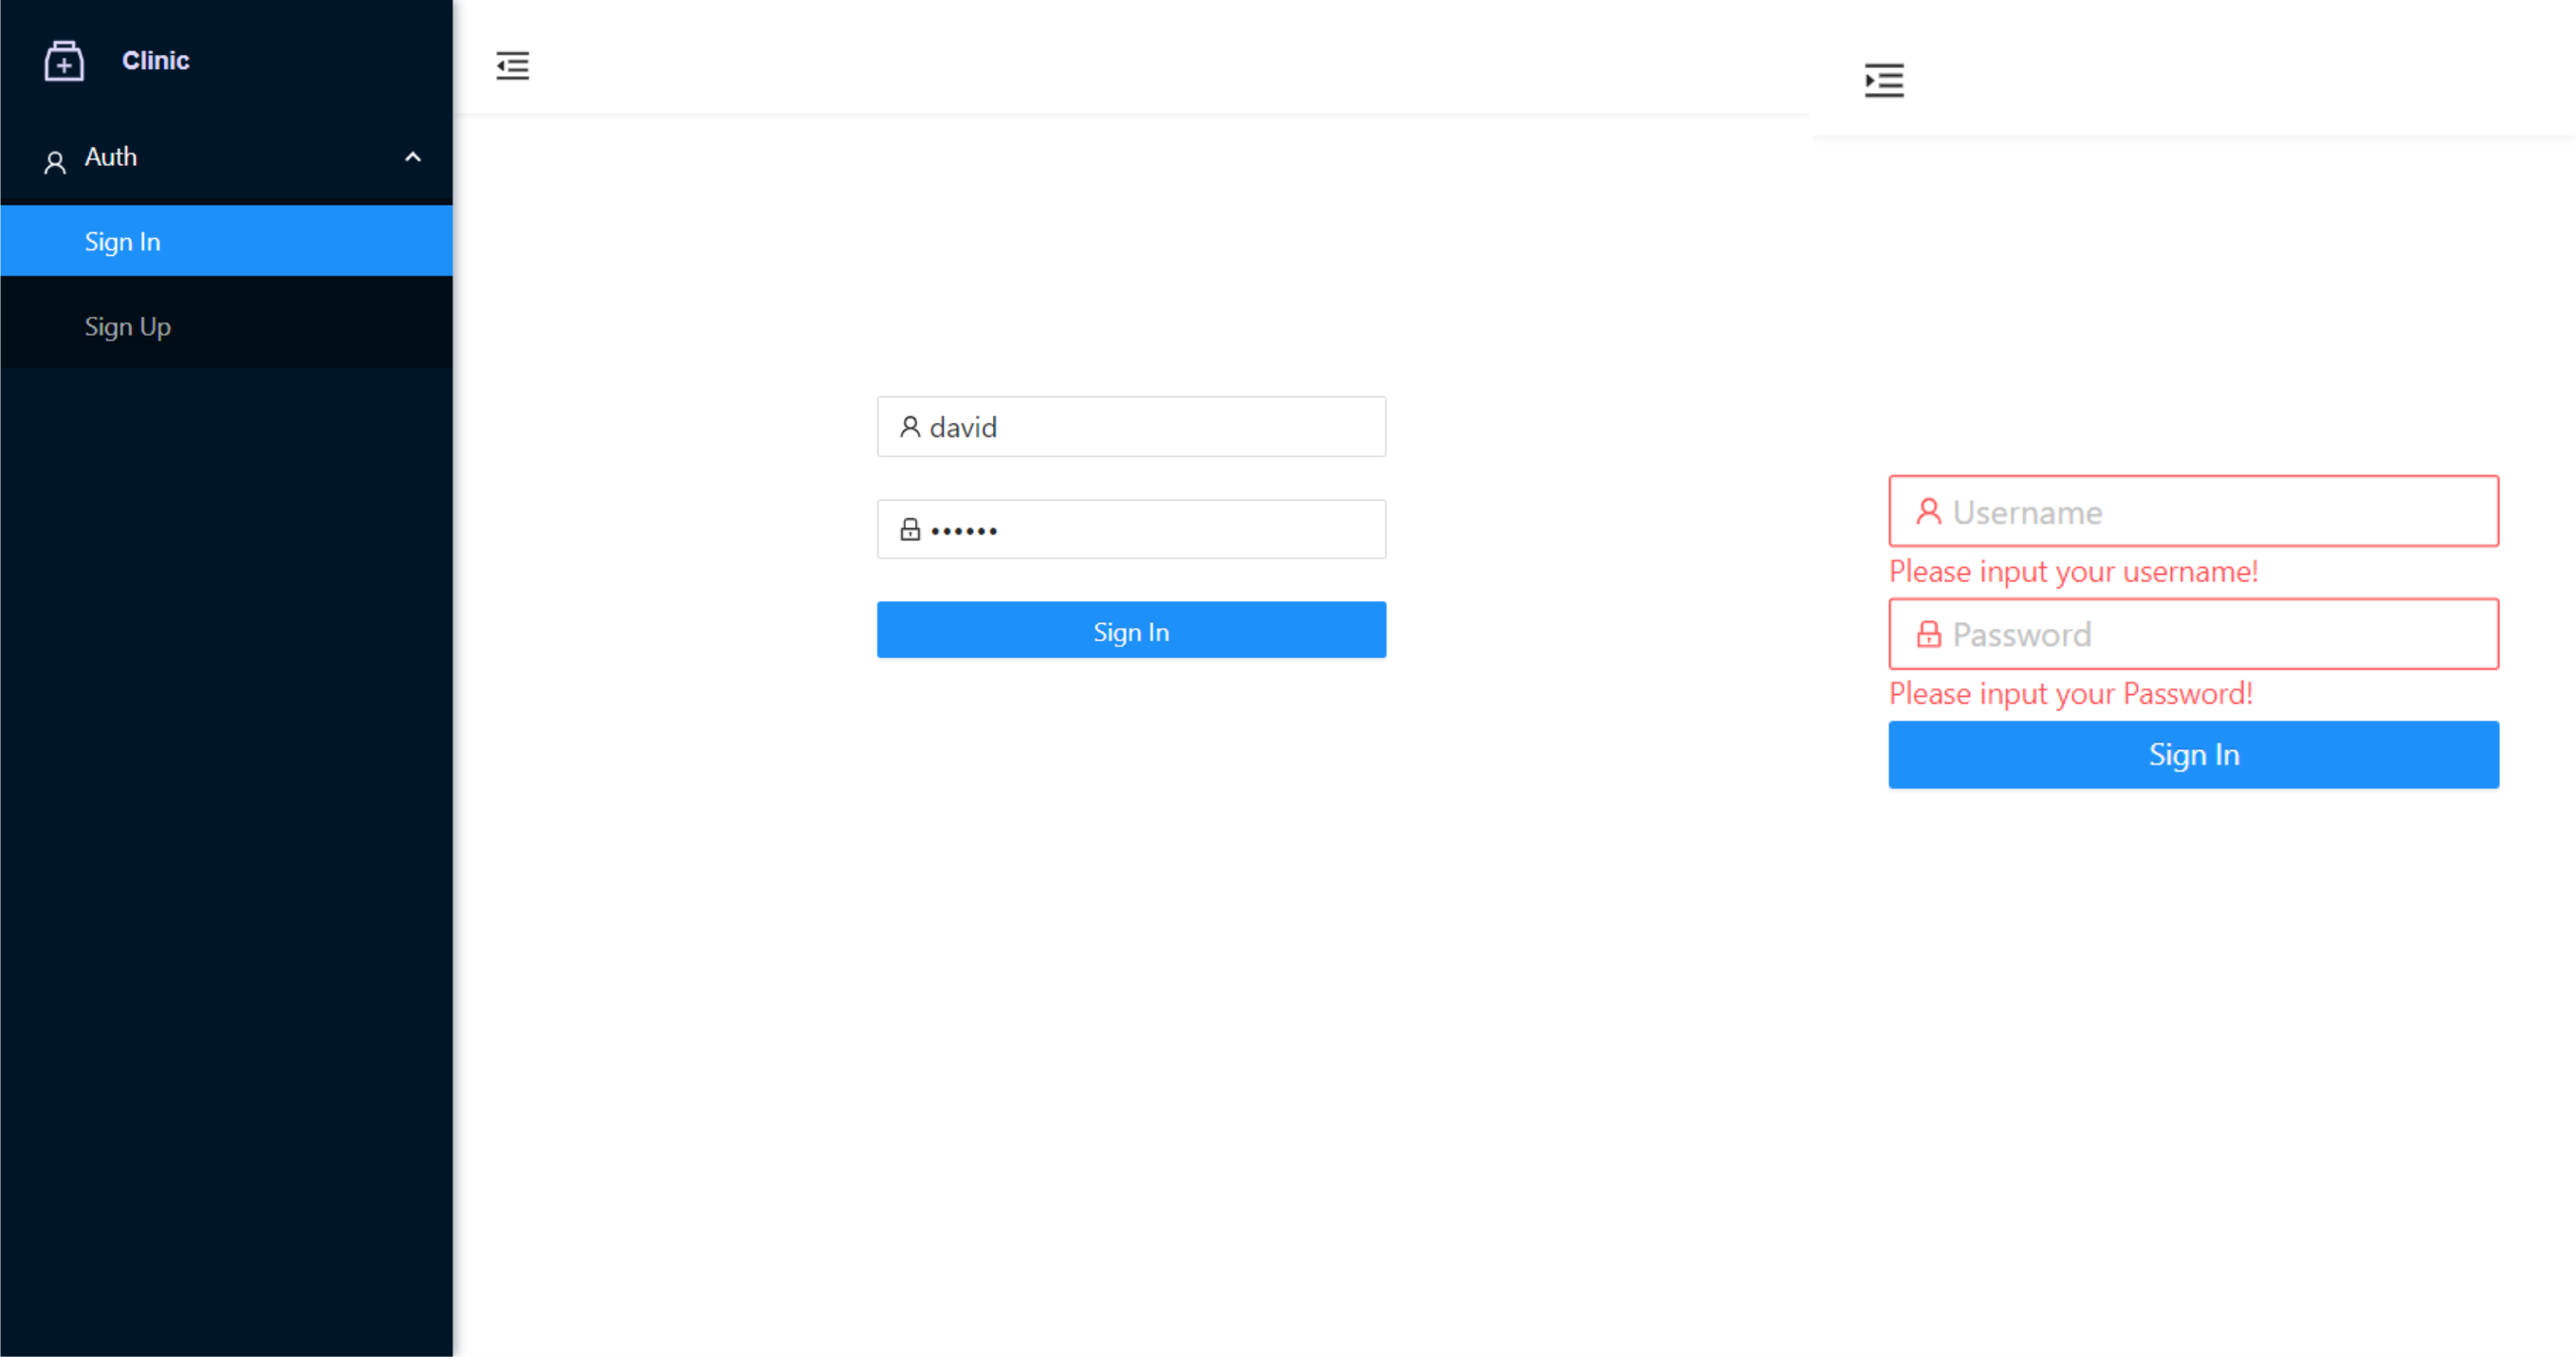 Clinic
Auth
Sign In
Sign Up
david
••••••
Sign In
Username
Please input your username!
Password
Please input your Password!
Sign In